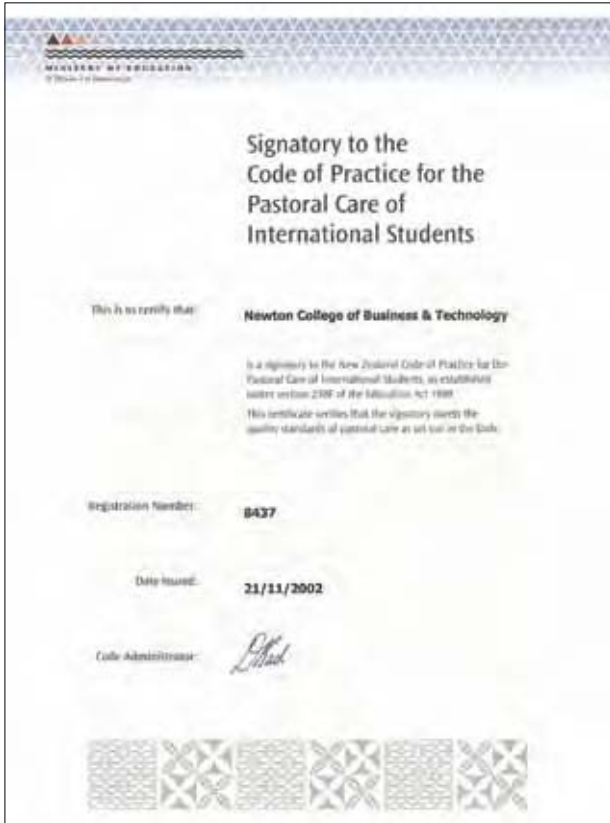 MINISTRY OF EDUCATION
Signatory to the
Code of Practice for the
Pastoral Care of
International Students
This is to certify that:
Newton College of Business & Technology
is a signatory to the New Zealand Code of Practice for the
Pastoral Care of International Students, as established
under section 238F of the Education Act 1989
This certificate verifies that the signatory meets the
quality standards of pastoral care as set out in the Code.
Registration Number:
8437
Date Issued:
21/11/2002
Code Administrator: